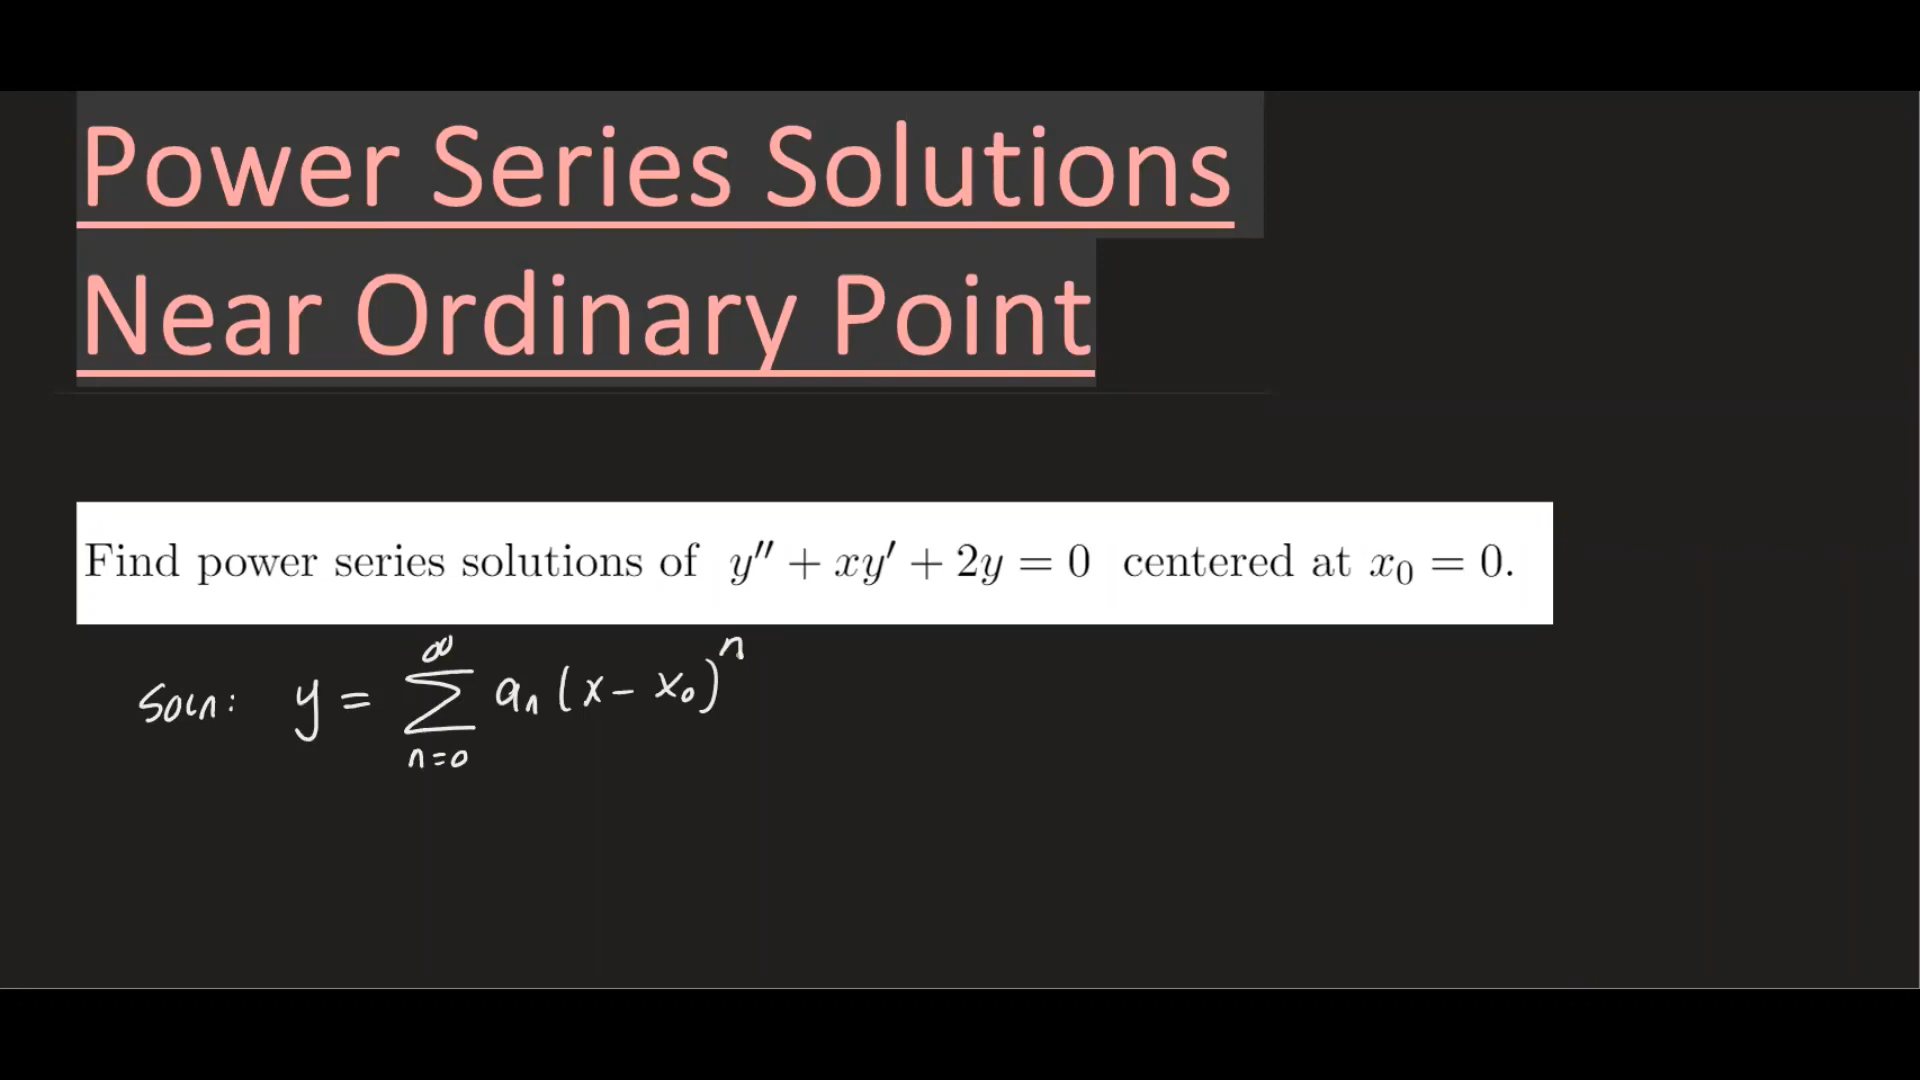 Power Series Solutions
Near Ordinary Point
Find power series solutions of y″ + xy′ + 2y = 0 centered at x₀ = 0.
Soln: y = ∑_{n=0}^{∞} aₙ (x − x₀)ⁿ